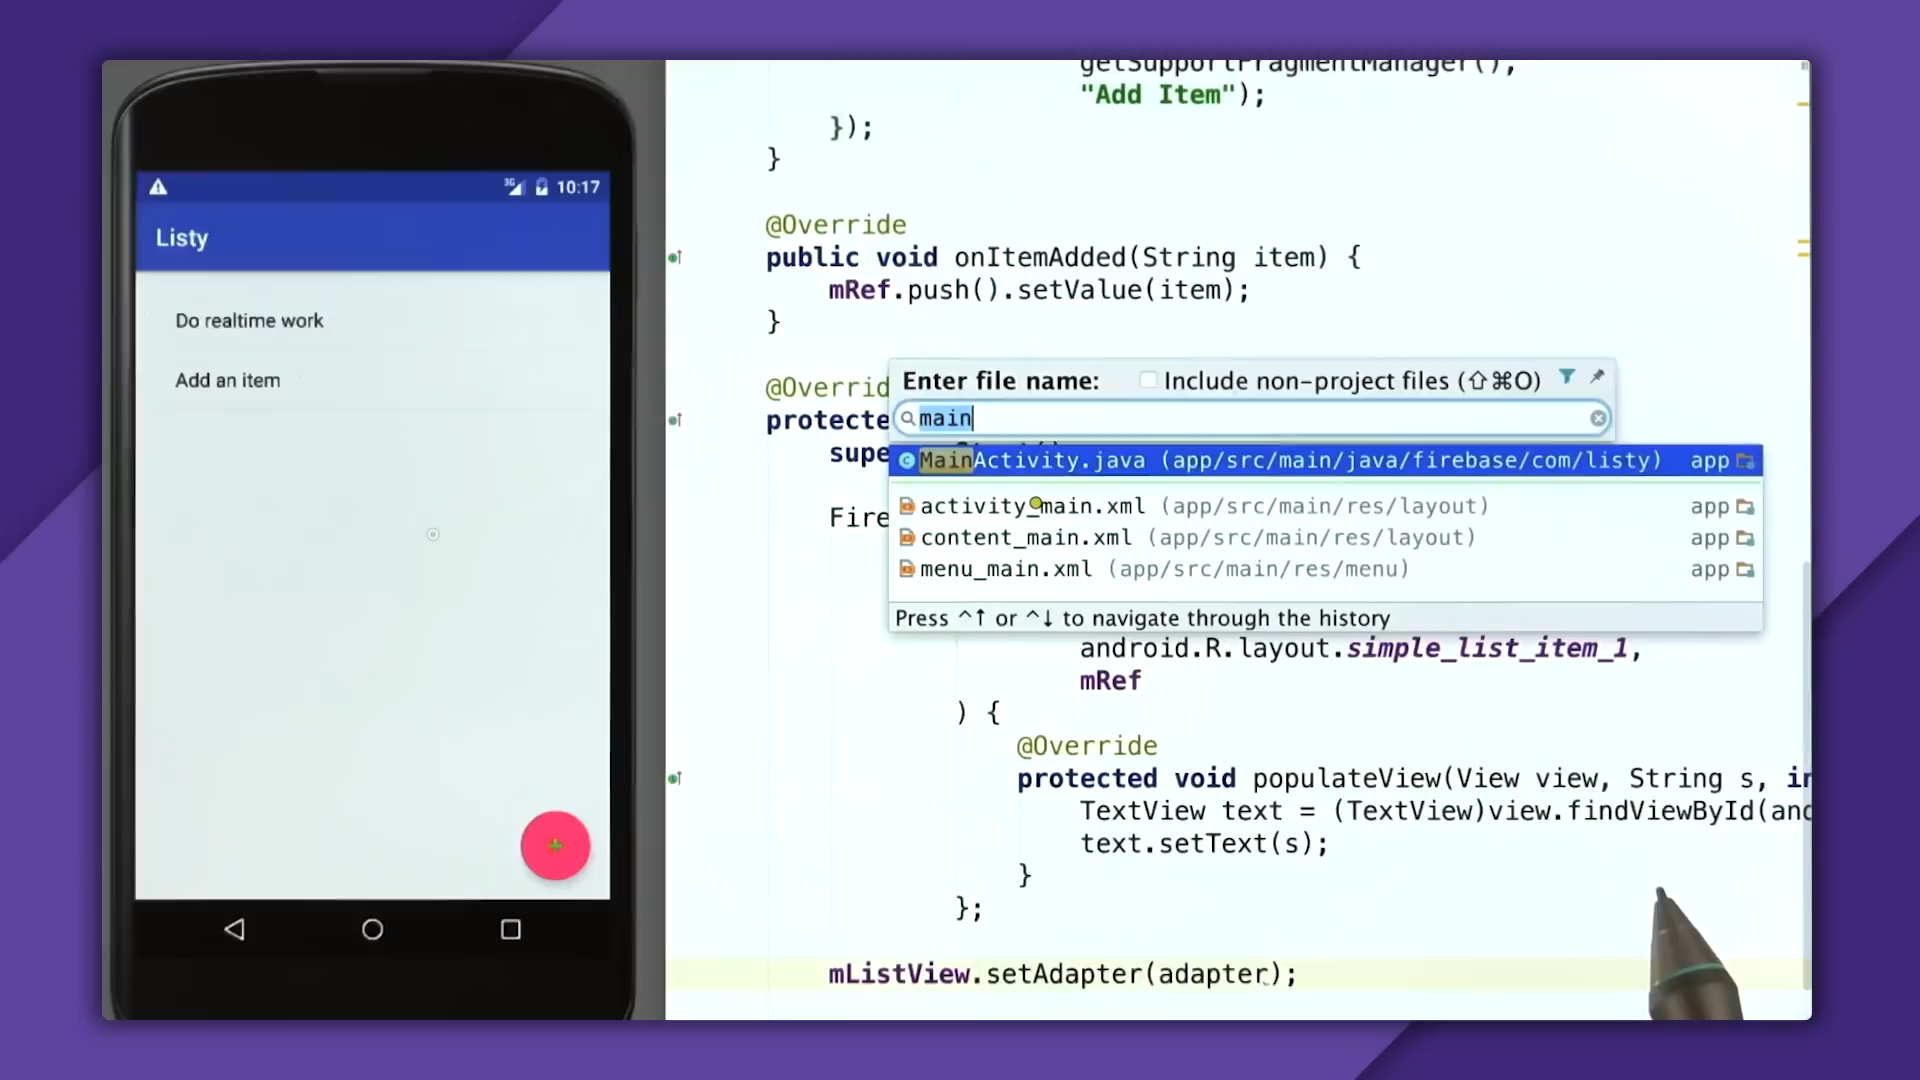 3G 10:17
Listy
Do realtime work
Add an item
getSupportFragmentManager(),
"Add Item");
});
}
@Override
public void onItemAdded(String item) {
mRef.push().setValue(item);
}
@Overrid
protecte
supe
Fire
Enter file name: Include non-project files (⇧⌘O)
main
MainActivity.java (app/src/main/java/firebase/com/listy) app
activity_main.xml (app/src/main/res/layout) app
content_main.xml (app/src/main/res/layout) app
menu_main.xml (app/src/main/res/menu) app
Press ^↑ or ^↓ to navigate through the history
android.R.layout.simple_list_item_1,
mRef
) {
@Override
protected void populateView(View view, String s, in
TextView text = (TextView)view.findViewById(and
text.setText(s);
}
};
mListView.setAdapter(adapter);